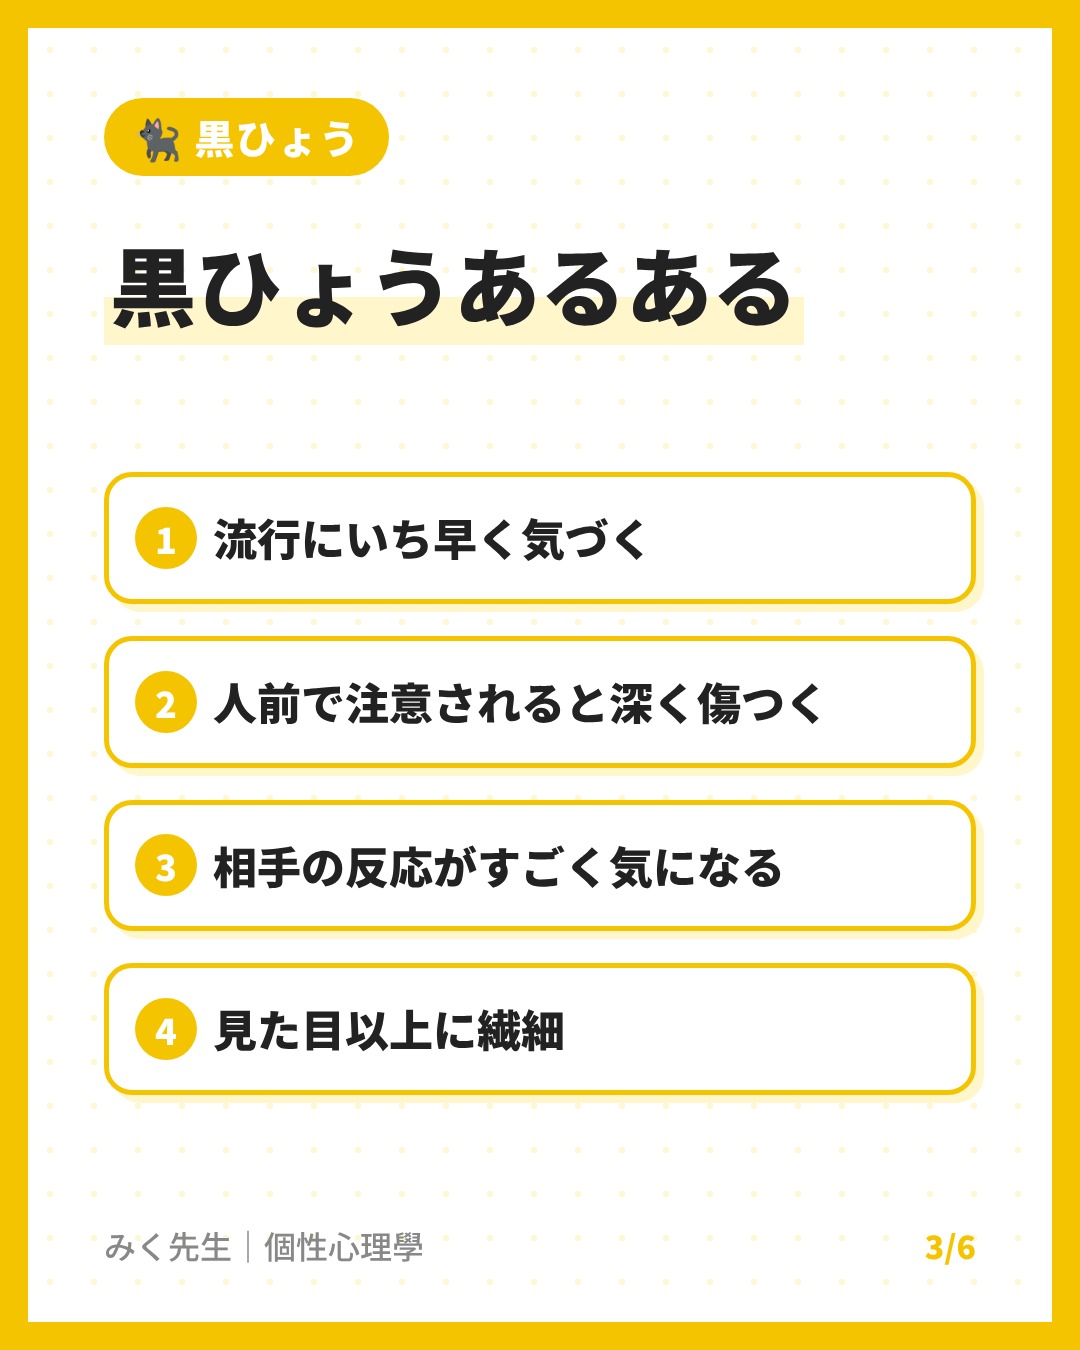 黒ひょう
黒ひょうあるある
1 流行にいち早く気づく
2 人前で注意されると深く傷つく
3 相手の反応がすごく気になる
4 見た目以上に繊細
みく先生｜個性心理學
3/6